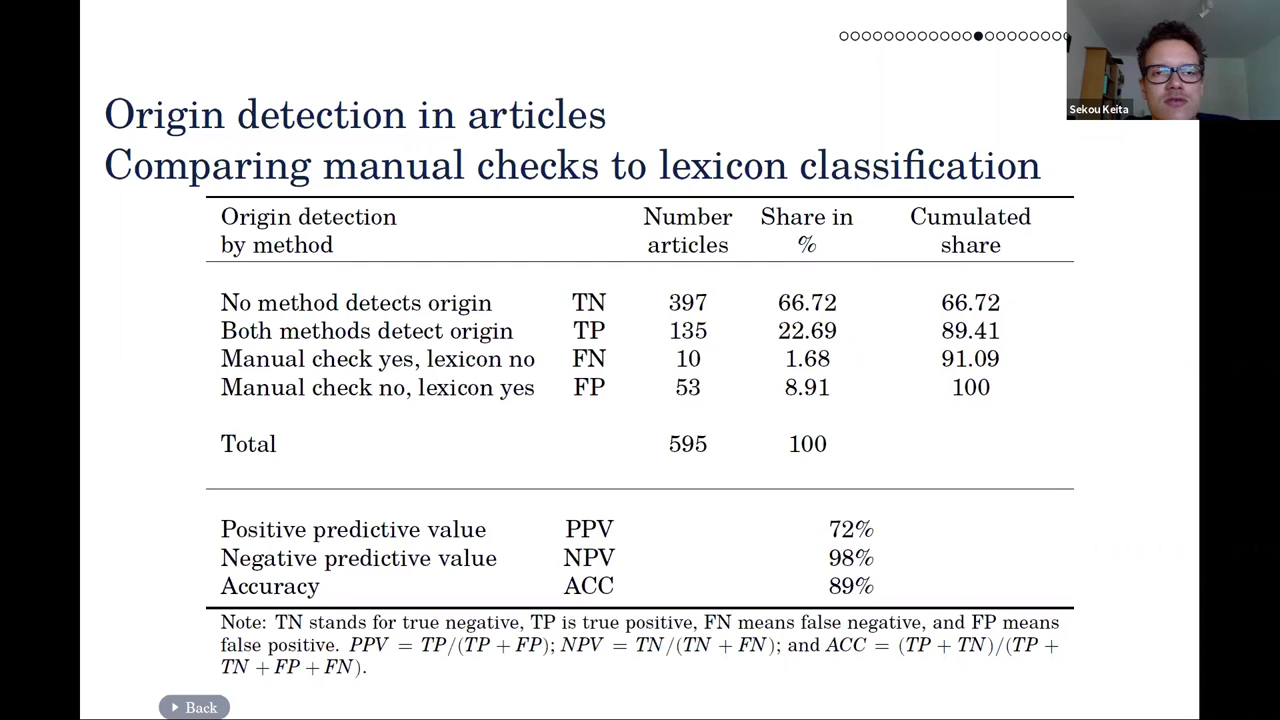 Sekou Keita
Origin detection in articles
Comparing manual checks to lexicon classification
Origin detection Number Share in Cumulated
by method articles % share
No method detects origin TN 397 66.72 66.72
Both methods detect origin TP 135 22.69 89.41
Manual check yes, lexicon no FN 10 1.68 91.09
Manual check no, lexicon yes FP 53 8.91 100
Total 595 100
Positive predictive value PPV 72%
Negative predictive value NPV 98%
Accuracy ACC 89%
Note: TN stands for true negative, TP is true positive, FN means false negative, and FP means
false positive. PPV = TP/(TP + FP); NPV = TN/(TN + FN); and ACC = (TP + TN)/(TP +
TN + FP + FN).
Back